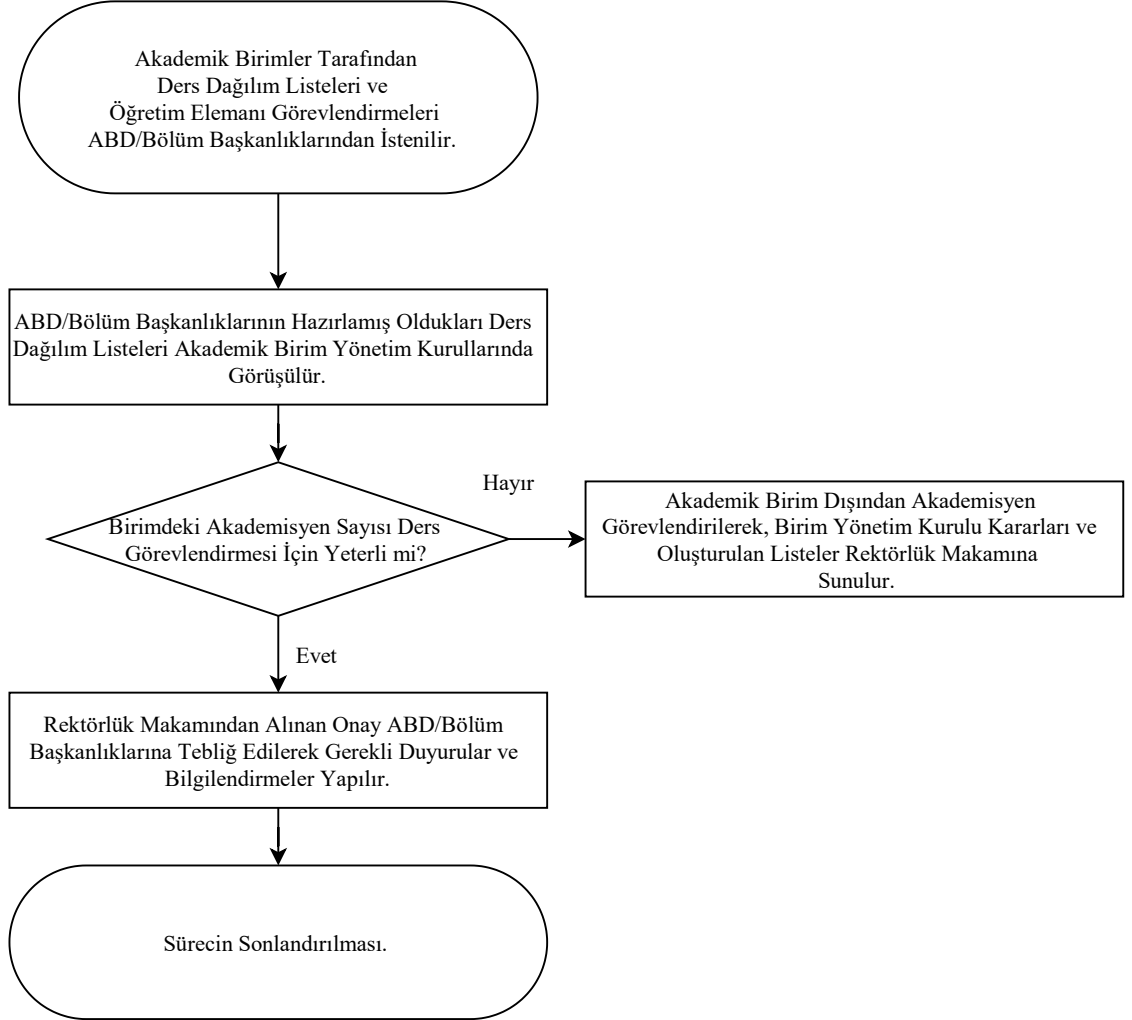 Akademik Birimler Tarafından
Ders Dağılım Listeleri ve
Öğretim Elemanı Görevlendirmeleri
ABD/Bölüm Başkanlıklarından İstenilir.
ABD/Bölüm Başkanlıklarının Hazırlamış Oldukları Ders
Dağılım Listeleri Akademik Birim Yönetim Kurullarında
Görüşülür.
Birimdeki Akademisyen Sayısı Ders
Görevlendirmesi İçin Yeterli mi?
Hayır
Akademik Birim Dışından Akademisyen
Görevlendirilerek, Birim Yönetim Kurulu Kararları ve
Oluşturulan Listeler Rektörlük Makamına
Sunulur.
Evet
Rektörlük Makamından Alınan Onay ABD/Bölüm
Başkanlıklarına Tebliğ Edilerek Gerekli Duyurular ve
Bilgilendirmeler Yapılır.
Sürecin Sonlandırılması.